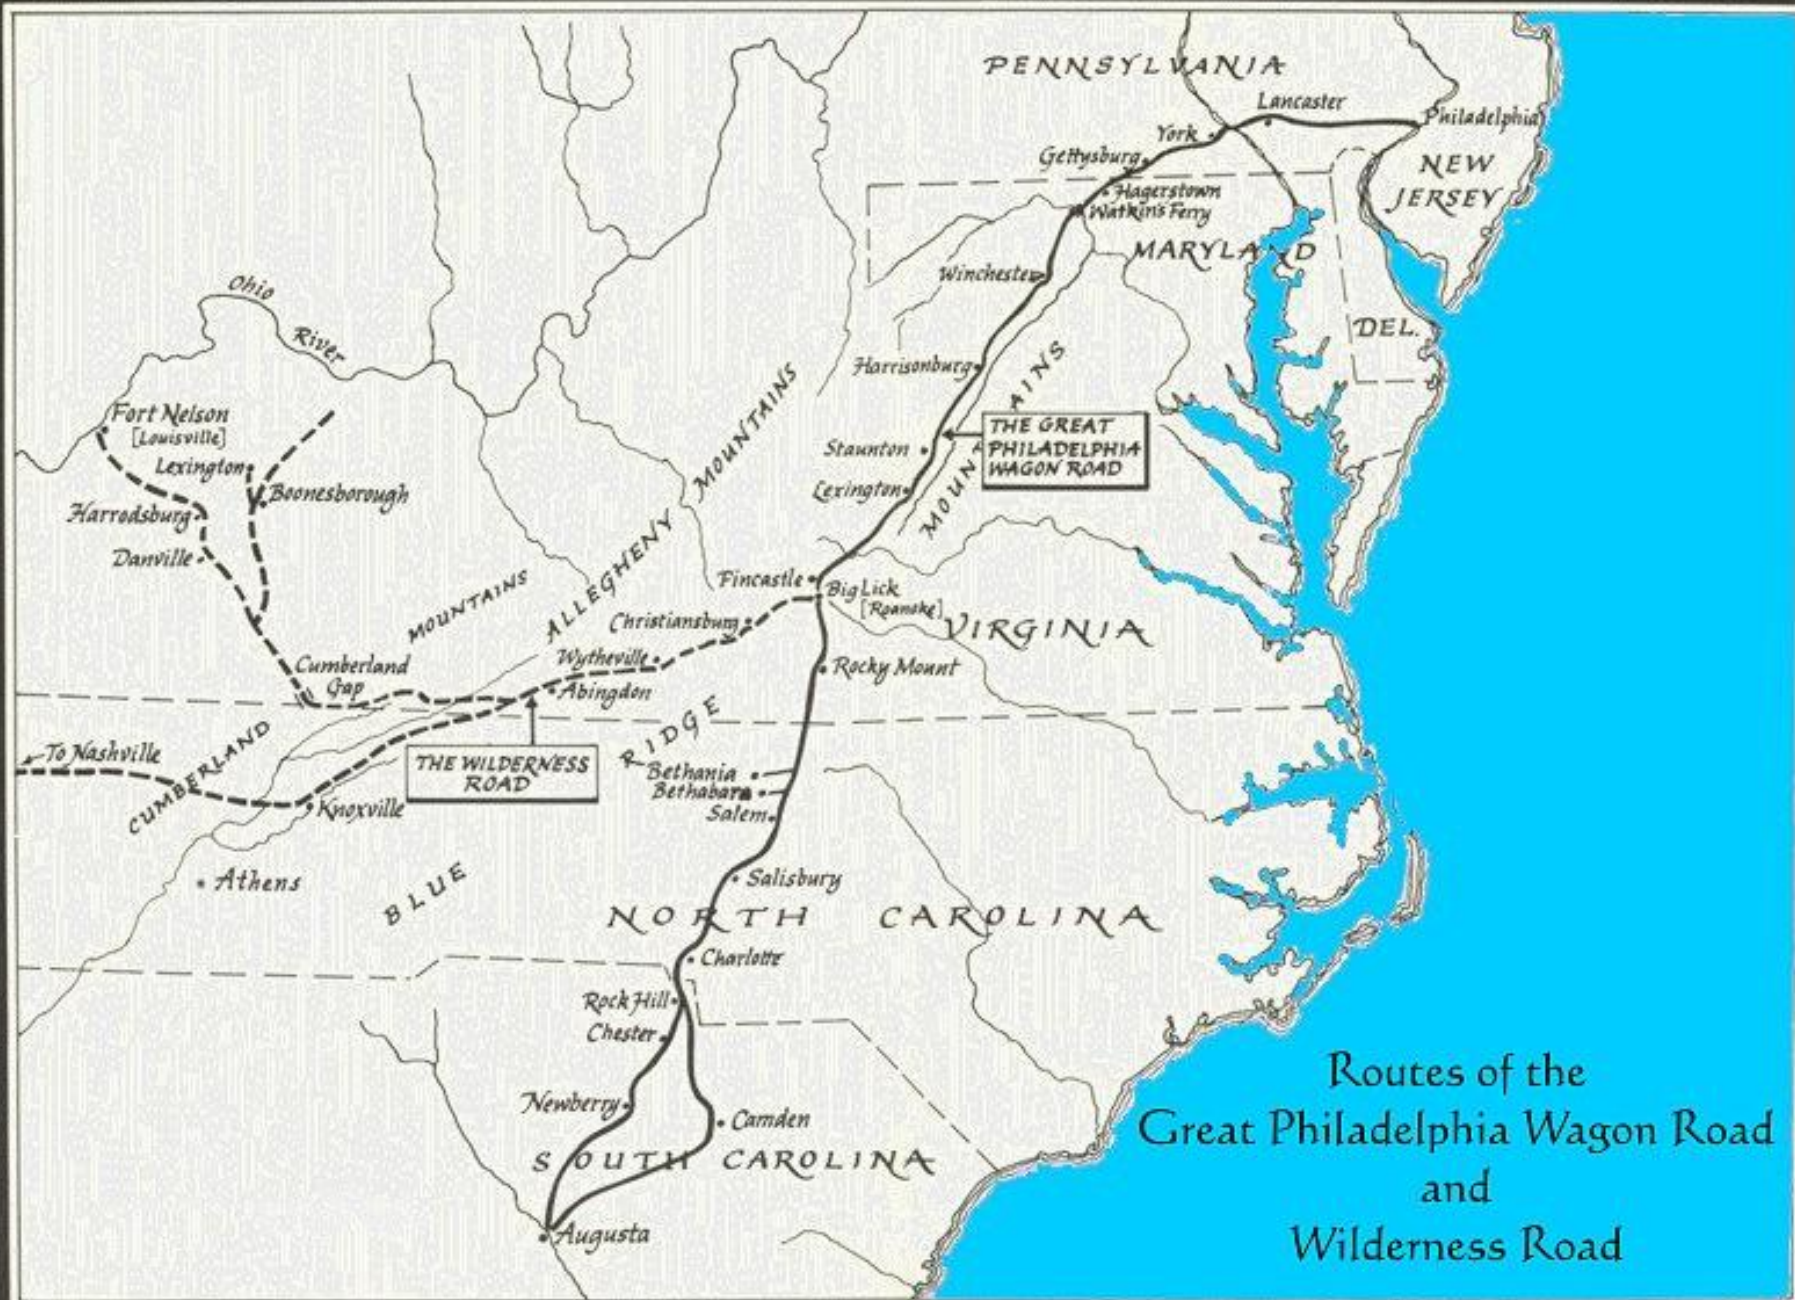 PENNSYLVANIA
Lancaster
Philadelphia
York
Gettysburg
NEW
JERSEY
Hagerstown
Watkin's Ferry
MARYLAND
Winchester
DEL.
Ohio
River
Harrisonburg
MOUNTAINS
THE GREAT
PHILADELPHIA
WAGON ROAD
Staunton
Lexington
Fort Nelson
[Louisville]
Lexington
Boonesborough
Harrodsburg
Danville
ALLEGHENY MOUNTAINS
Fincastle
Big Lick
[Roanoke]
VIRGINIA
Christiansburg
Wytheville
Abingdon
Rocky Mount
Cumberland
Gap
CUMBERLAND MOUNTAINS
To Nashville
THE WILDERNESS
ROAD
Knoxville
Athens
BLUE RIDGE
Bethania
Bethabara
Salem
Salisbury
NORTH CAROLINA
Charlotte
Rock Hill
Chester
Newberry
Camden
SOUTH CAROLINA
Augusta
Routes of the
Great Philadelphia Wagon Road
and
Wilderness Road